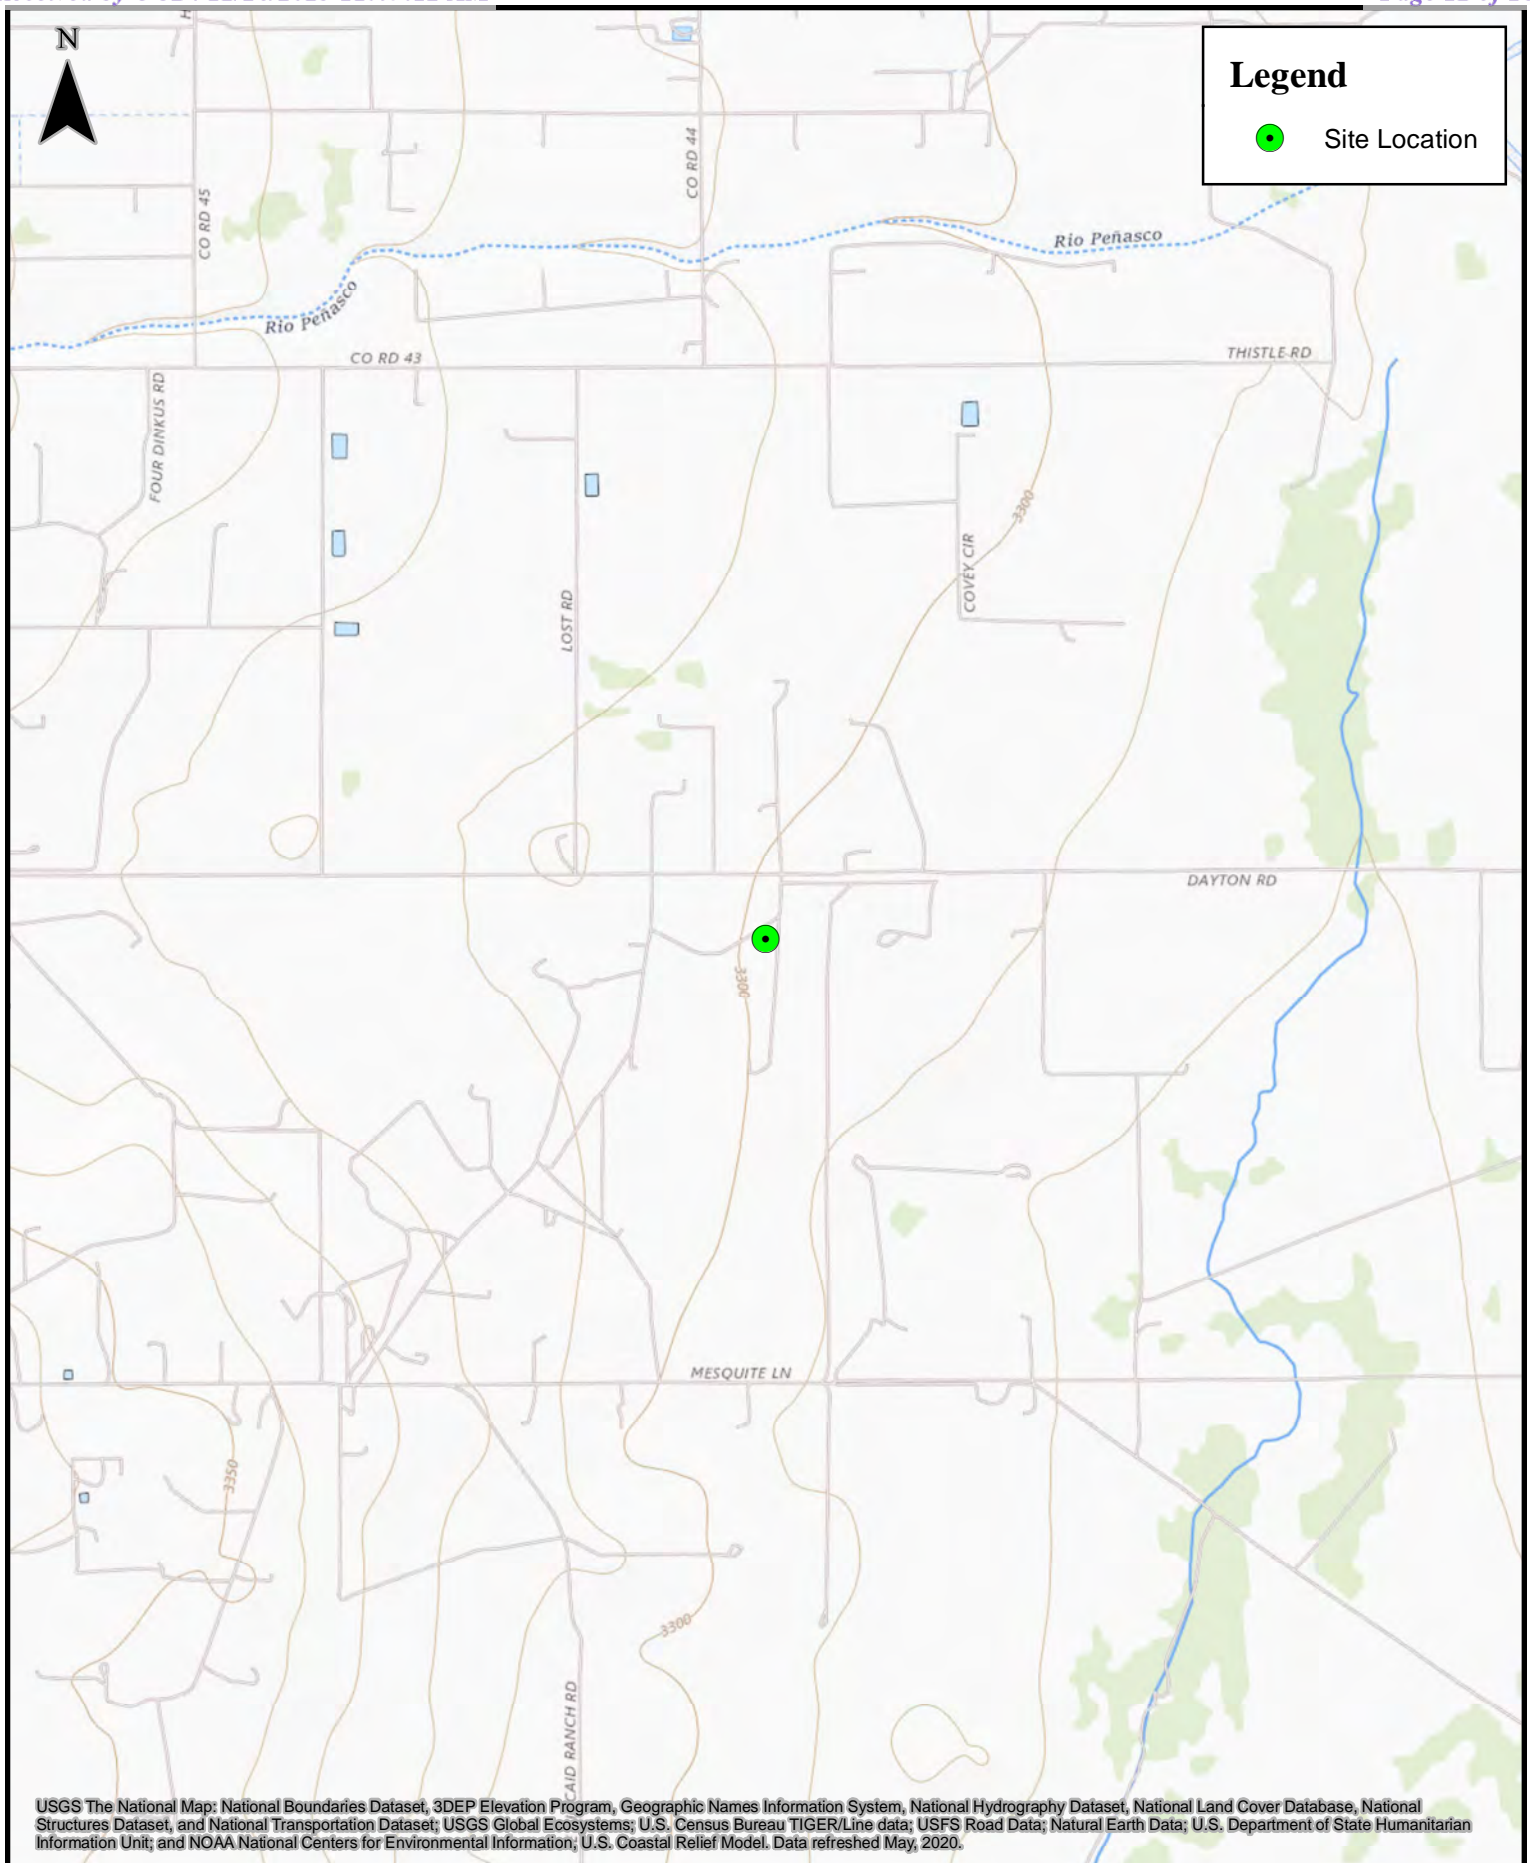 N
Legend
Site Location
CO RD 45
CO RD 44
Rio Peñasco
Rio Peñasco
CO RD 43
THISTLE RD
FOUR DINKUS RD
3300
COVEY CIR
LOST RD
DAYTON RD
3300
MESQUITE LN
3350
3300
CAID RANCH RD
USGS The National Map: National Boundaries Dataset, 3DEP Elevation Program, Geographic Names Information System, National Hydrography Dataset, National Land Cover Database, National
Structures Dataset, and National Transportation Dataset; USGS Global Ecosystems; U.S. Census Bureau TIGER/Line data; USFS Road Data; Natural Earth Data; U.S. Department of State Humanitarian
Information Unit; and NOAA National Centers for Environmental Information, U.S. Coastal Relief Model. Data refreshed May, 2020.